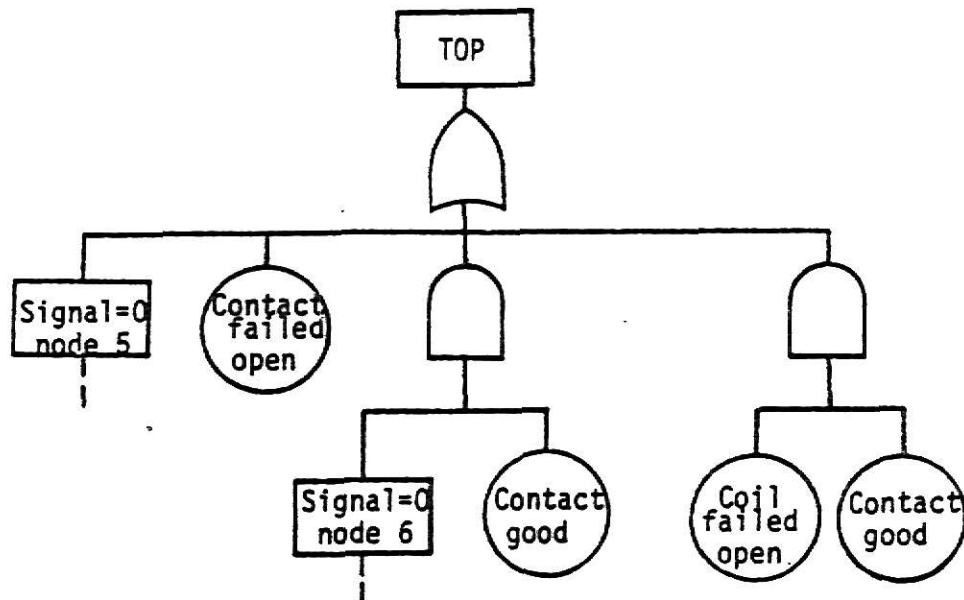 TOP
Signal=0
node 5
Contact
failed
open
Signal=0
node 6
Contact
good
Coil
failed
open
Contact
good